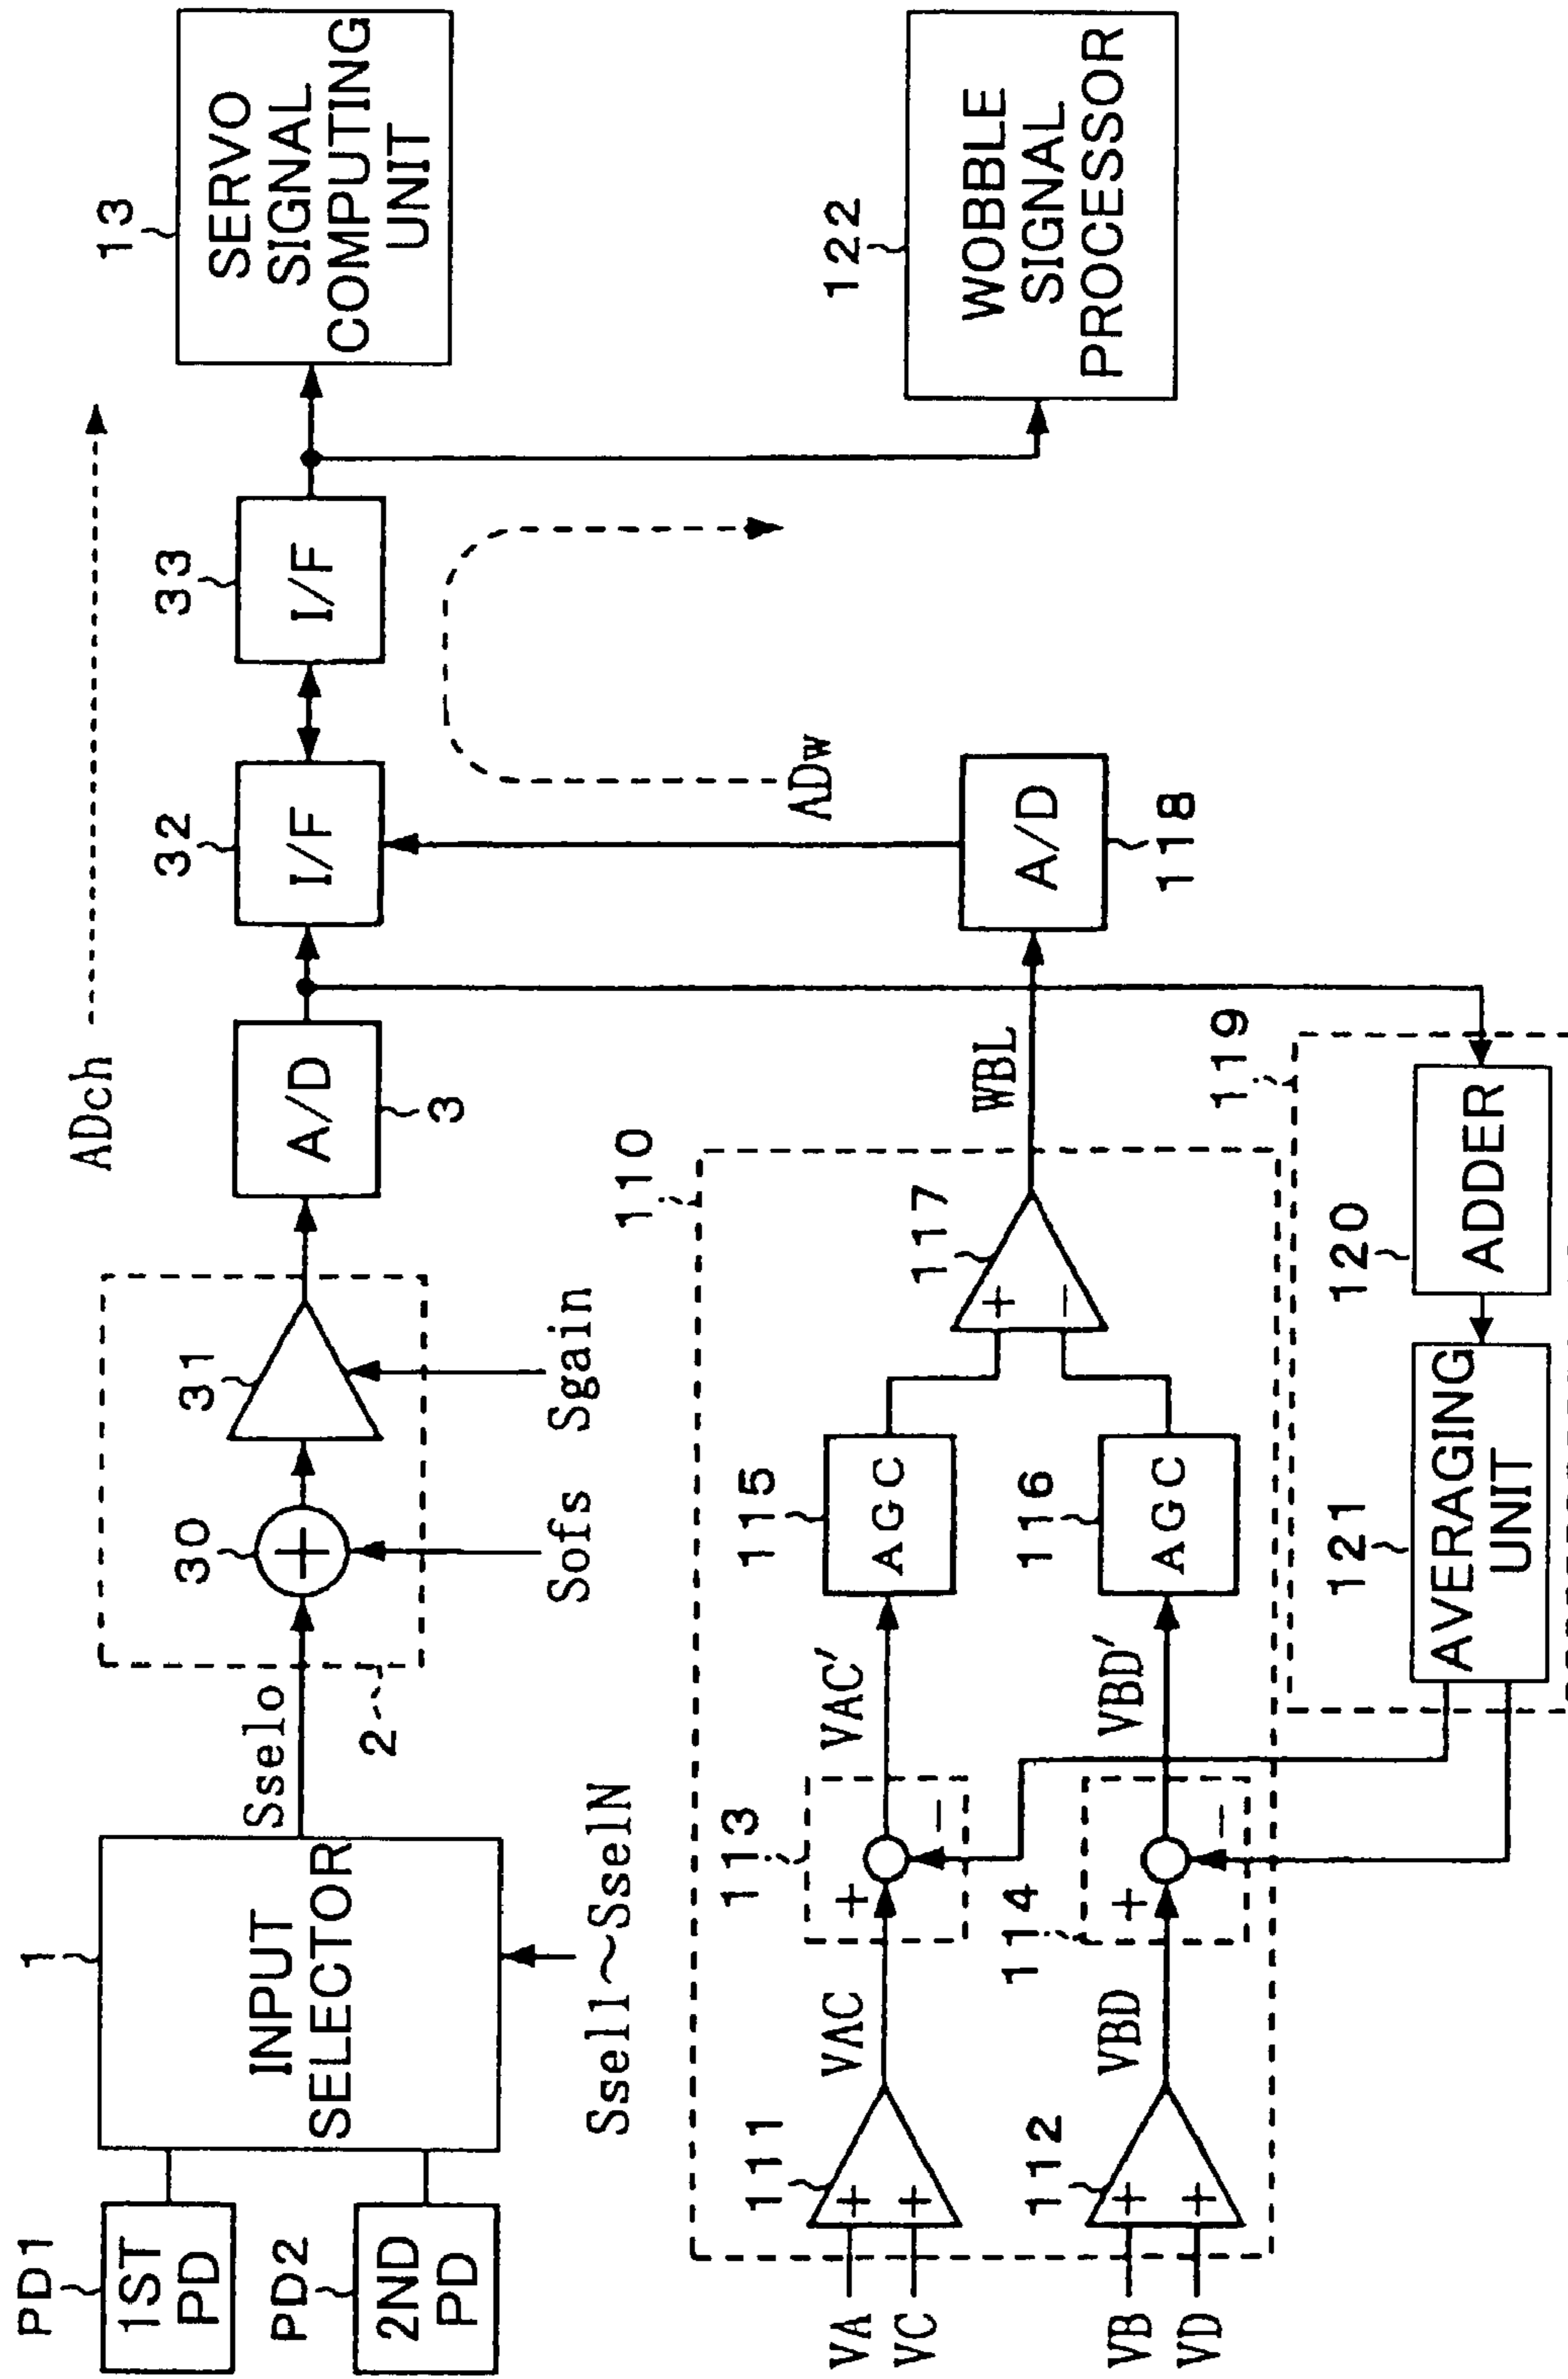 PD1
1ST
PD
PD2
2ND
PD
1
INPUT
SELECTOR
Ssel1~SselN
Sselo
2
30
31
Sofs
Sgain
A/D
3
ADch
32
I/F
33
I/F
13
SERVO
SIGNAL
COMPUTING
UNIT
122
WOBBLE
SIGNAL
PROCESSOR
ADw
A/D
118
110
VA
VC
VB
VD
111
+
+
112
+
+
VAC
VBD
113
+
−
114
+
−
VAC'
VBD'
115
AGC
116
AGC
117
+
−
WBL
119
120
ADDER
121
AVERAGING
UNIT